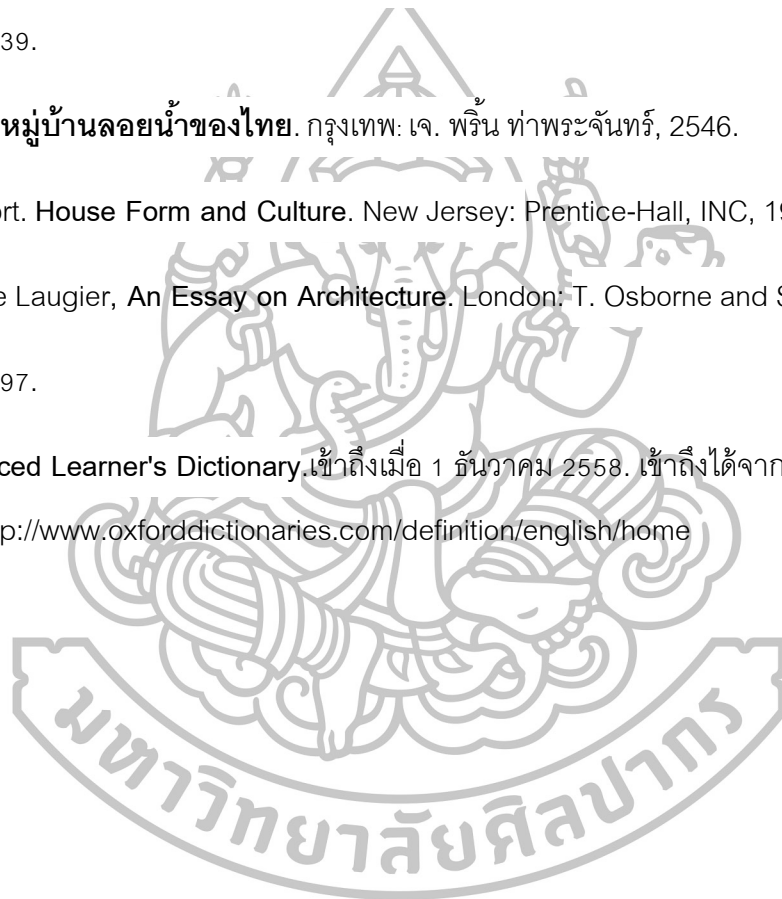 39.
หมู่บ้านลอยน้ำของไทย. กรุงเทพ: เจ. พริ้น ท่าพระจันทร์, 2546.
ort. House Form and Culture. New Jersey: Prentice-Hall, INC, 19
e Laugier, An Essay on Architecture. London: T. Osborne and S
97.
ced Learner's Dictionary.เข้าถึงเมื่อ 1 ธันวาคม 2558. เข้าถึงได้จาก
p://www.oxforddictionaries.com/definition/english/home
มหาวิทยาลัยศิลปากร